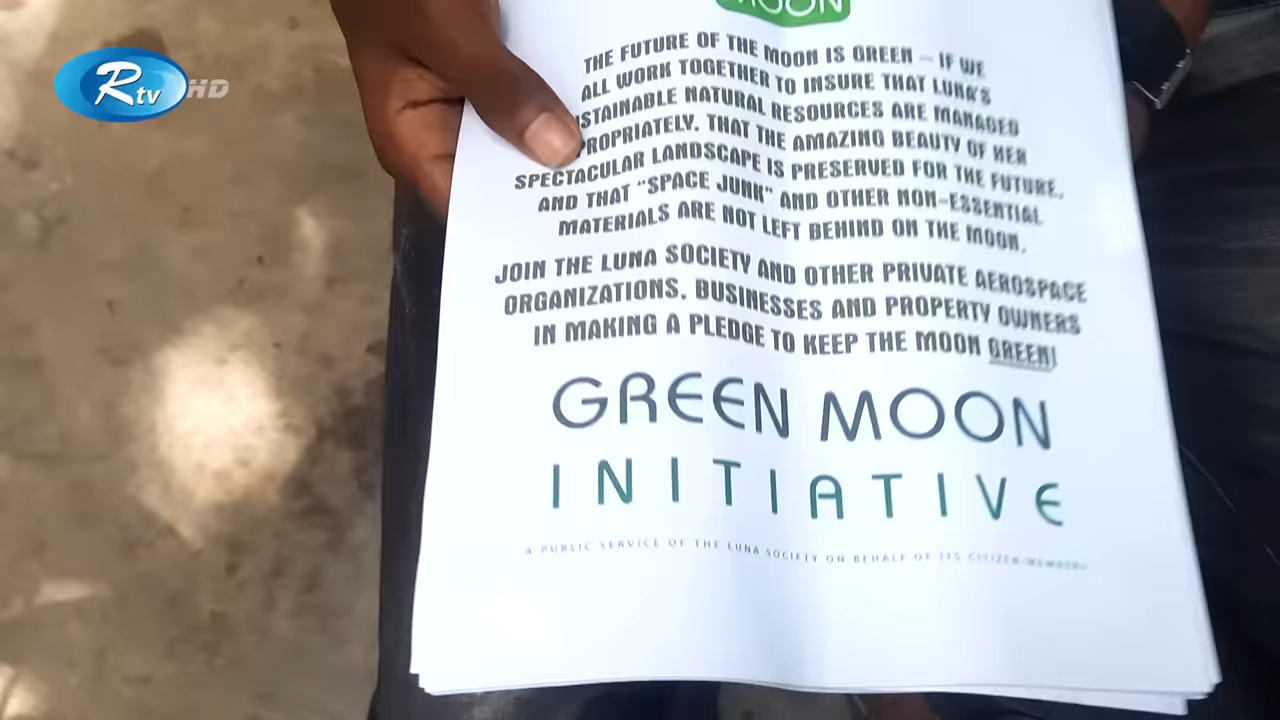 Rtv HD
MOON
THE FUTURE OF THE MOON IS GREEN – IF WE
ALL WORK TOGETHER TO INSURE THAT LUNA'S
STAINABLE NATURAL RESOURCES ARE MANAGED
PROPRIATELY, THAT THE AMAZING BEAUTY OF HER
SPECTACULAR LANDSCAPE IS PRESERVED FOR THE FUTURE,
AND THAT "SPACE JUNK" AND OTHER NON-ESSENTIAL
MATERIALS ARE NOT LEFT BEHIND ON THE MOON.
JOIN THE LUNA SOCIETY AND OTHER PRIVATE AEROSPACE
ORGANIZATIONS, BUSINESSES AND PROPERTY OWNERS
IN MAKING A PLEDGE TO KEEP THE MOON GREEN!
GREEN MOON
INITIATIVE
A PUBLIC SERVICE OF THE LUNA SOCIETY ON BEHALF OF ITS CITIZEN-MEMBERS